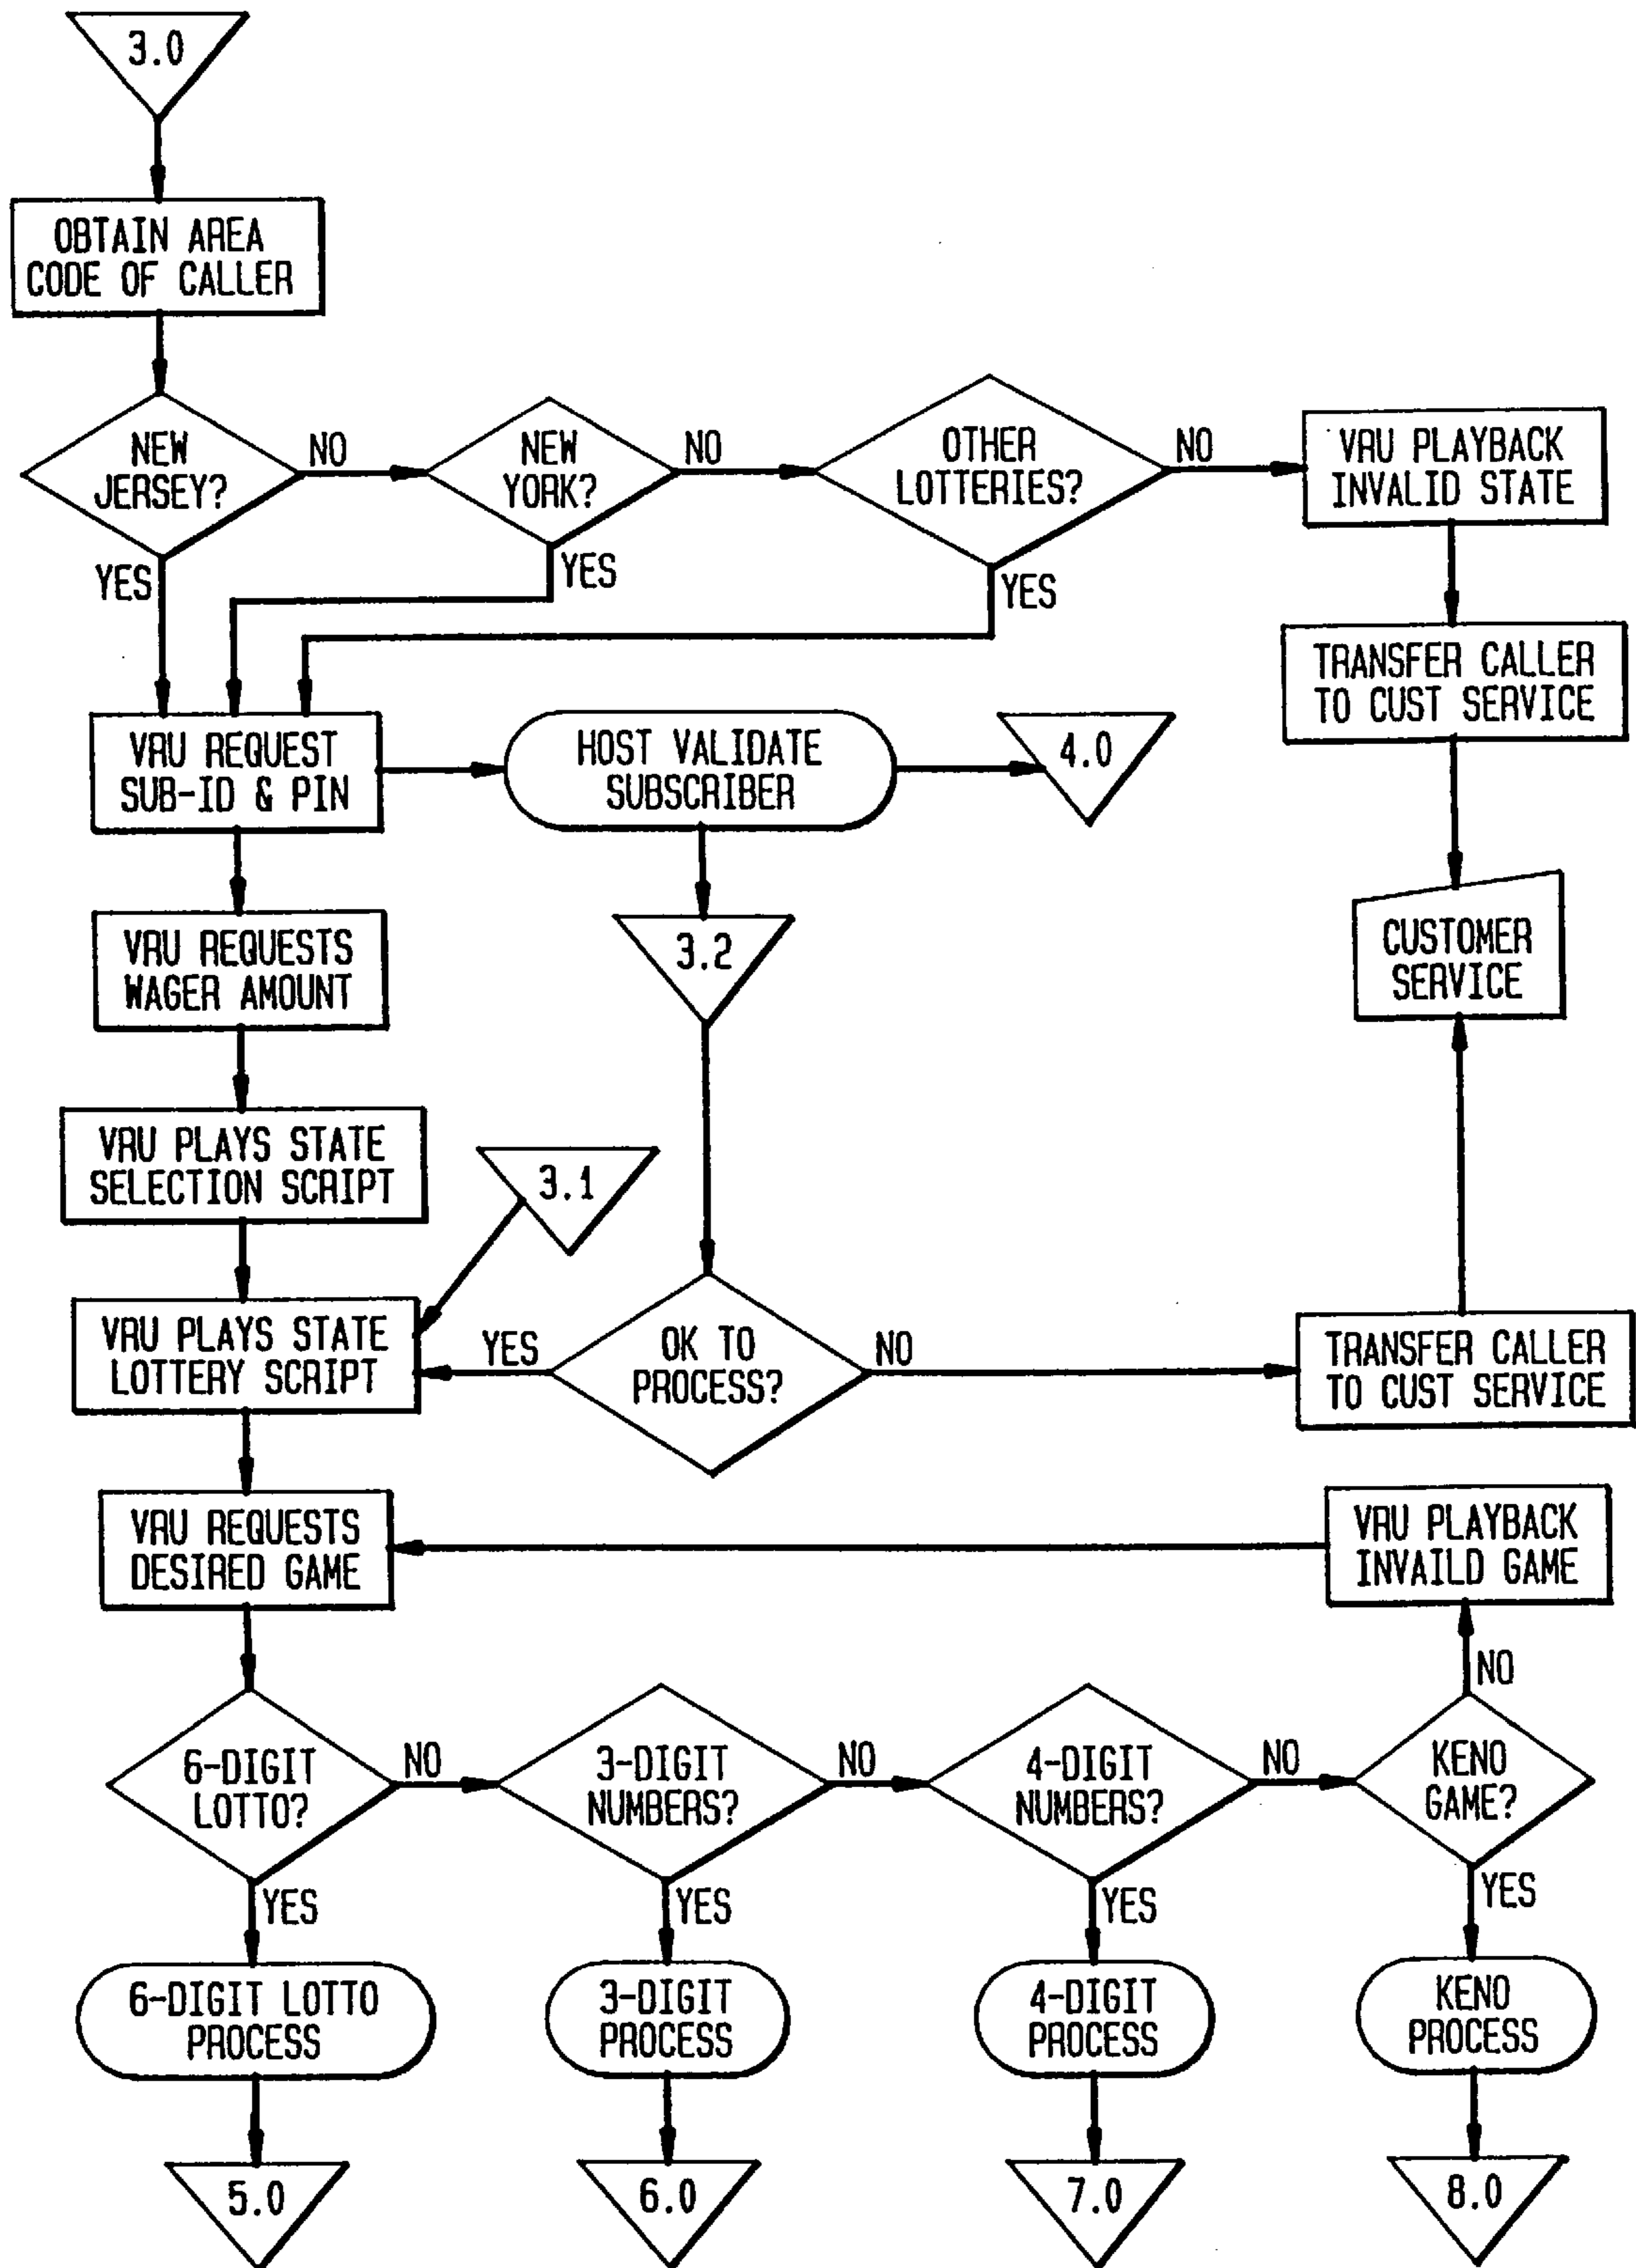 3.0
OBTAIN AREA
CODE OF CALLER
NEW
JERSEY?
NO
NEW
YORK?
NO
OTHER
LOTTERIES?
NO
VRU PLAYBACK
INVALID STATE
YES
YES
YES
TRANSFER CALLER
TO CUST SERVICE
VRU REQUEST
SUB-ID & PIN
HOST VALIDATE
SUBSCRIBER
4.0
CUSTOMER
SERVICE
VRU REQUESTS
WAGER AMOUNT
3.2
VRU PLAYS STATE
SELECTION SCRIPT
3.1
VRU PLAYS STATE
LOTTERY SCRIPT
YES
OK TO
PROCESS?
NO
TRANSFER CALLER
TO CUST SERVICE
VRU REQUESTS
DESIRED GAME
VRU PLAYBACK
INVAILD GAME
NO
6-DIGIT
LOTTO?
NO
3-DIGIT
NUMBERS?
NO
4-DIGIT
NUMBERS?
NO
KENO
GAME?
YES
YES
YES
YES
6-DIGIT LOTTO
PROCESS
3-DIGIT
PROCESS
4-DIGIT
PROCESS
KENO
PROCESS
5.0
6.0
7.0
8.0